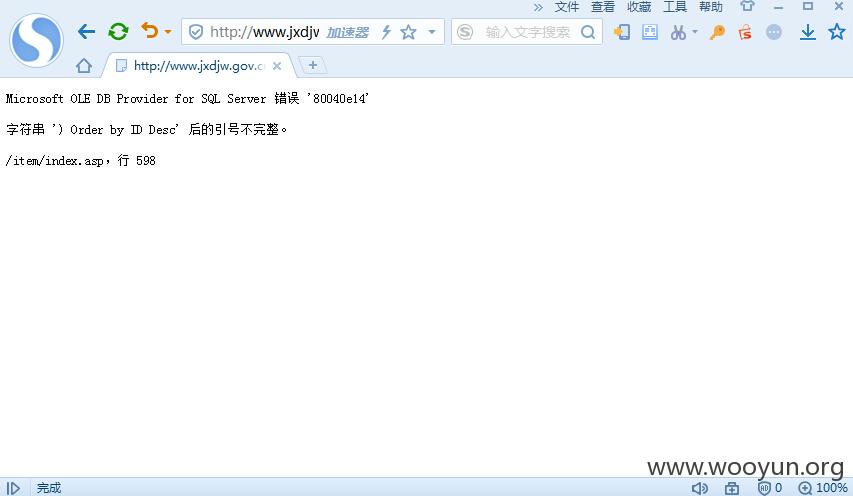 » 文件 查看 收藏 工具 帮助
http://www.jxdjw 加速器 输入文字搜索
http://www.jxdjw.gov.c
Microsoft OLE DB Provider for SQL Server 错误 '80040e14'
字符串 ') Order by ID Desc' 后的引号不完整。
/item/index.asp，行 598
www.wooyun.org
完成 0 100%